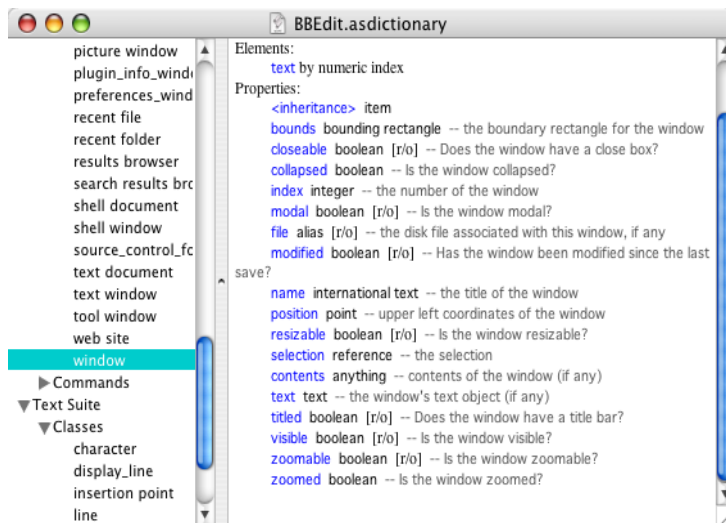 BBEdit.asdictionary
picture window
plugin_info_wind
preferences_wind
recent file
recent folder
results browser
search results brc
shell document
shell window
source_control_fc
text document
text window
tool window
web site
window
Commands
Text Suite
Classes
character
display_line
insertion point
line
Elements:
text by numeric index
Properties:
<inheritance> item
bounds bounding rectangle -- the boundary rectangle for the window
closeable boolean [r/o] -- Does the window have a close box?
collapsed boolean -- Is the window collapsed?
index integer -- the number of the window
modal boolean [r/o] -- Is the window modal?
file alias [r/o] -- the disk file associated with this window, if any
modified boolean [r/o] -- Has the window been modified since the last
save?
name international text -- the title of the window
position point -- upper left coordinates of the window
resizable boolean [r/o] -- Is the window resizable?
selection reference -- the selection
contents anything -- contents of the window (if any)
text text -- the window's text object (if any)
titled boolean [r/o] -- Does the window have a title bar?
visible boolean [r/o] -- Is the window visible?
zoomable boolean [r/o] -- Is the window zoomable?
zoomed boolean -- Is the window zoomed?